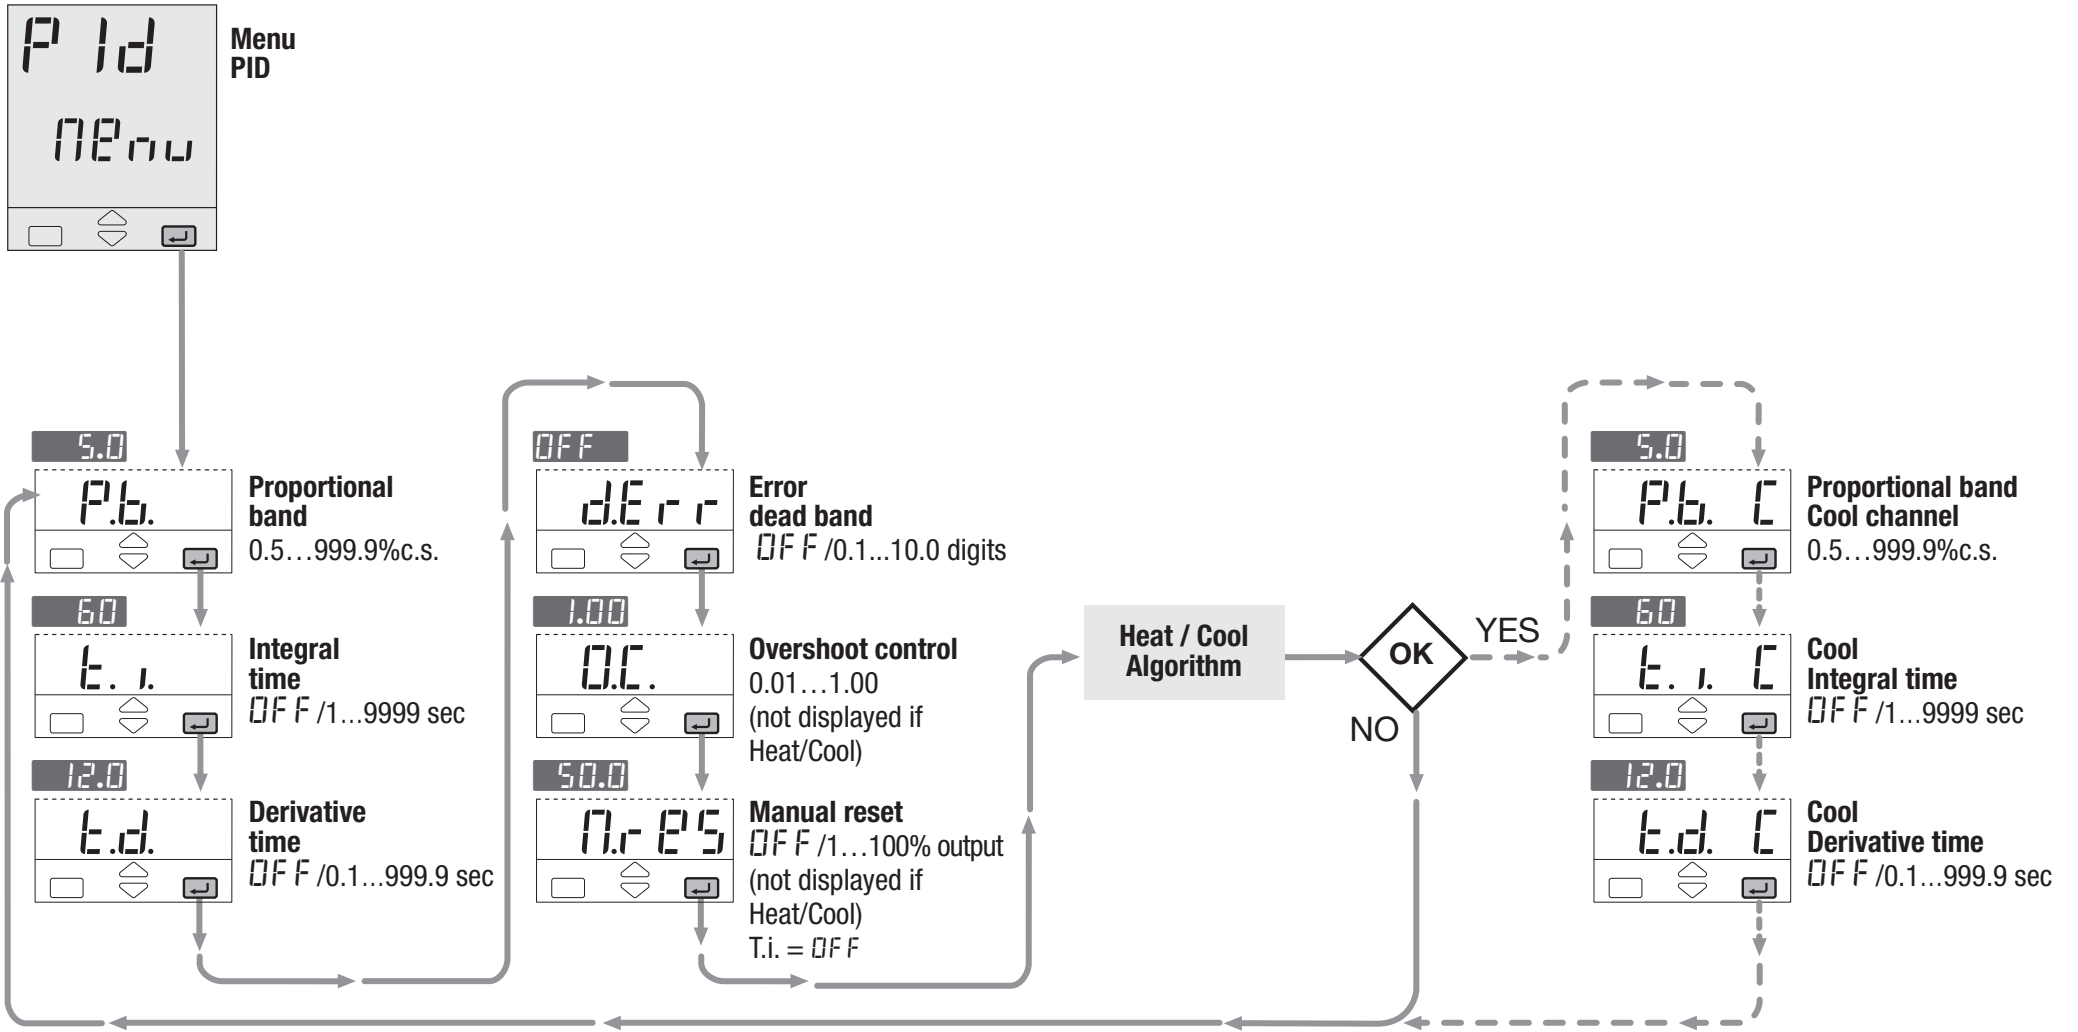 PId
Menu
Menu
PID
5.0
P.b.
Proportional
band
0.5…999.9%c.s.
60
t.i.
Integral
time
OFF/1...9999 sec
12.0
t.d.
Derivative
time
OFF/0.1...999.9 sec
OFF
d.Err
Error
dead band
OFF/0.1...10.0 digits
1.00
O.C.
Overshoot control
0.01…1.00
(not displayed if
Heat/Cool)
50.0
M.reS
Manual reset
OFF/1…100% output
(not displayed if
Heat/Cool)
T.i. = OFF
Heat / Cool
Algorithm
OK
YES
NO
5.0
P.b. C
Proportional band
Cool channel
0.5…999.9%c.s.
60
t.i. C
Cool
Integral time
OFF/1...9999 sec
12.0
t.d. C
Cool
Derivative time
OFF/0.1...999.9 sec